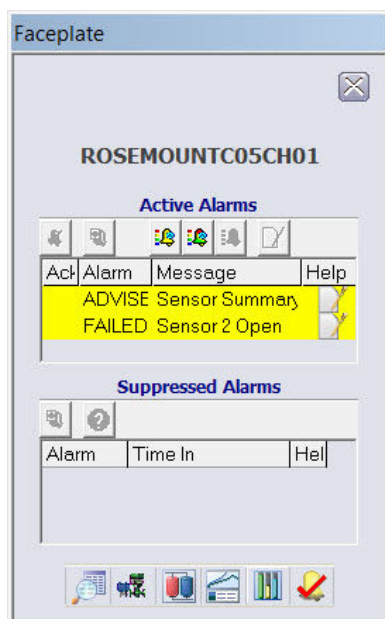 Faceplate
ROSEMOUNTC05CH01
Active Alarms
Ack Alarm Message Help
ADVISE Sensor Summary
FAILED Sensor 2 Open
Suppressed Alarms
Alarm Time In Hel